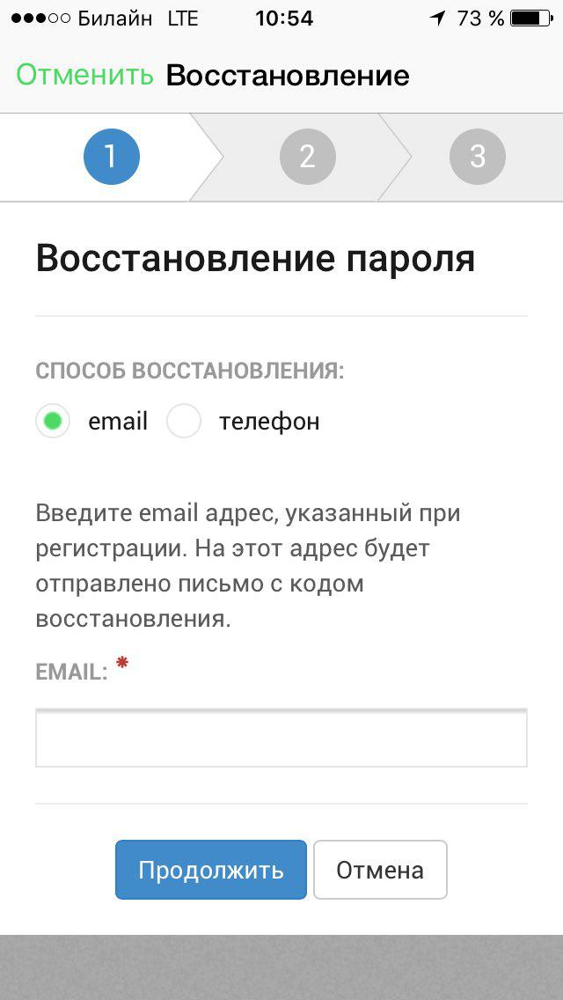 Билайн LTE 10:54 73 %
Отменить Восстановление
1 2 3
Восстановление пароля
СПОСОБ ВОССТАНОВЛЕНИЯ:
email телефон
Введите email адрес, указанный при
регистрации. На этот адрес будет
отправлено письмо с кодом
восстановления.
EMAIL: *
Продолжить Отмена